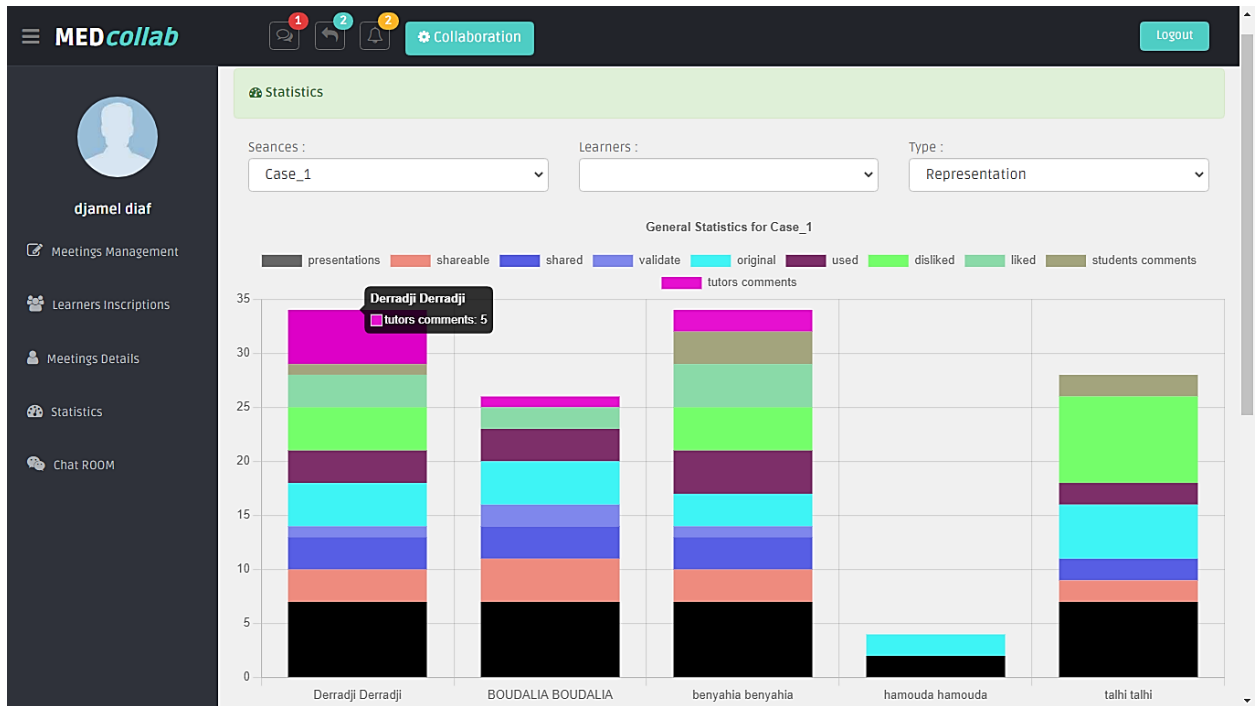 MEDcollab
1
2
2
Collaboration
Logout
djamel diaf
Meetings Management
Learners Inscriptions
Meetings Details
Statistics
Chat ROOM
Statistics
Seances :
Learners :
Type :
Case_1
Representation
General Statistics for Case_1
presentations shareable shared validate original used disliked liked students comments
tutors comments
Derradji Derradji
tutors comments: 5
35
30
25
20
15
10
5
0
Derradji Derradji BOUDALIA BOUDALIA benyahia benyahia hamouda hamouda talhi talhi